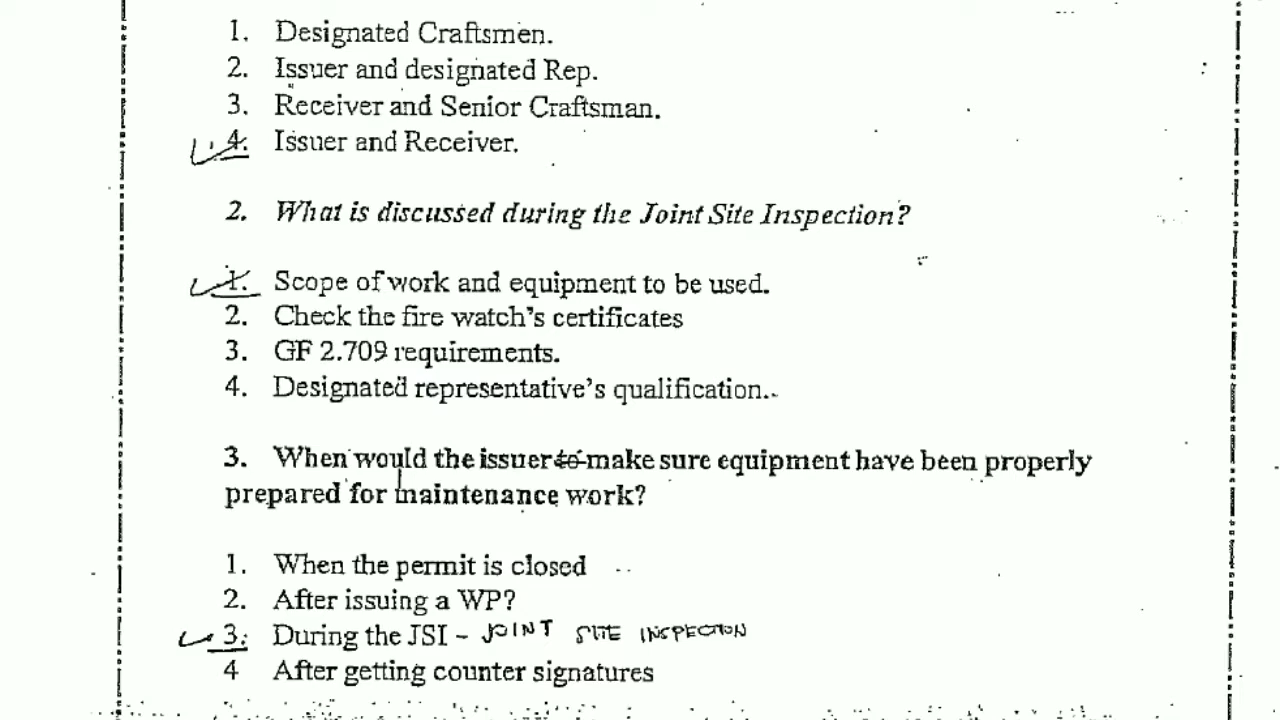 1. Designated Craftsmen.
2. Issuer and designated Rep.
3. Receiver and Senior Craftsman.
4. Issuer and Receiver.
2. What is discussed during the Joint Site Inspection?
1. Scope of work and equipment to be used.
2. Check the fire watch's certificates
3. GF 2.709 requirements.
4. Designated representative's qualification..
3. When would the issuer to make sure equipment have been properly
prepared for maintenance work?
1. When the permit is closed
2. After issuing a WP?
3. During the JSI - JOINT SITE INSPECTION
4 After getting counter signatures